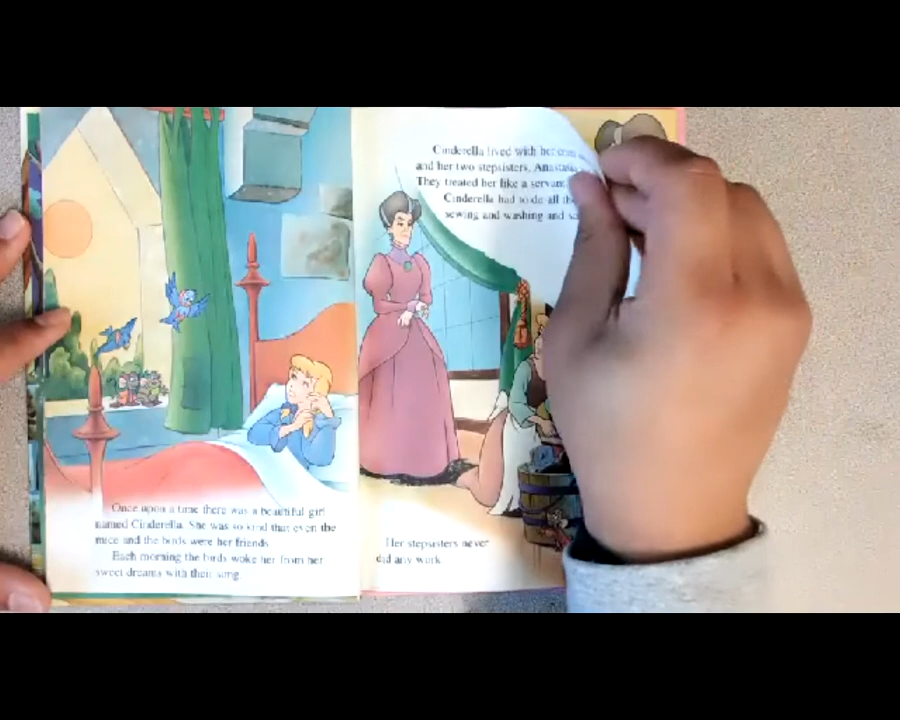 Once upon a time there was a beautiful girl
named Cinderella. She was so kind that even the
mice and the birds were her friends.
Each morning the birds woke her from her
sweet dreams with their song.
Cinderella lived with her
and her two stepsisters, Anastasia
They treated her like a servant.
Cinderella had to do all the
sewing and washing and
Her stepsisters never
did any work.